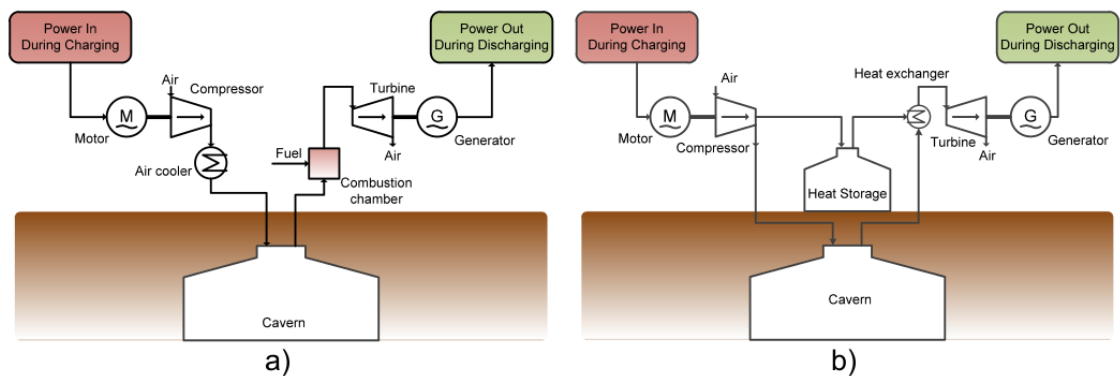 Power In
During Charging
Power Out
During Discharging
Air
Compressor
Turbine
M
G
Motor
Generator
Air
Fuel
Air cooler
Combustion
chamber
Cavern
a)
Power In
During Charging
Power Out
During Discharging
Heat exchanger
Air
M
G
Motor
Compressor
Turbine
Generator
Air
Heat Storage
Cavern
b)